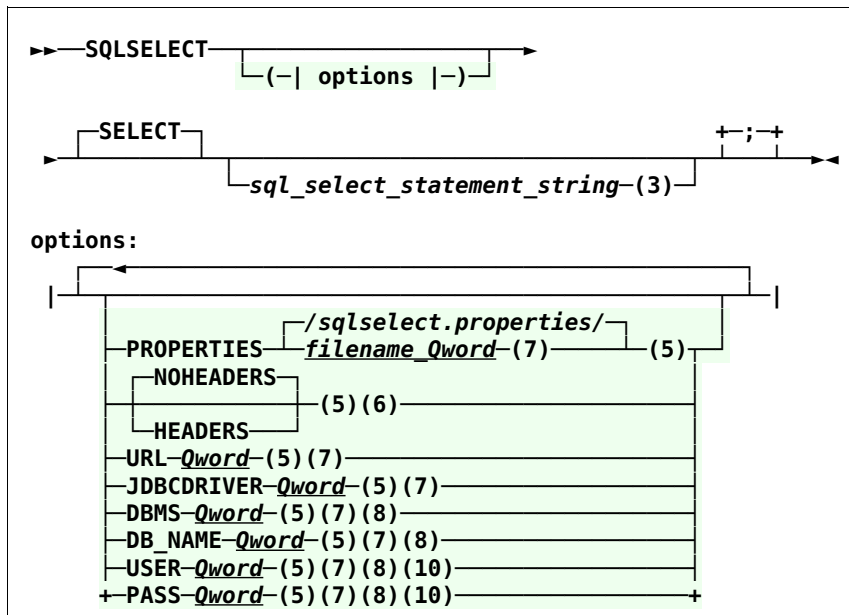 ►►──SQLSELECT──┬──────────────────┬──►
└─(─| options |─)─┘
┌─SELECT─┐ +─;─+
►─┴────────┴─┬──────────────────────────────────┬─┴───┴──►◄
└─sql_select_statement_string─(3)─┘
options:
┌──◄─────────────────────────────────────────────┐
|─┴─┬────────────────────────────────────────────┬─┴─|
│ ┌─/sqlselect.properties/─┐ │
├─PROPERTIES─┴─filename_Qword─(7)─────┴─(5)─┬─┘
│ ┌─NOHEADERS─┐ │
├─┼───────────┼─(5)(6)──────────────────────┤
│ └─HEADERS───┘ │
├─URL─Qword─(5)(7)──────────────────────────┤
├─JDBCDRIVER─Qword─(5)(7)───────────────────┤
├─DBMS─Qword─(5)(7)(8)──────────────────────┤
├─DB_NAME─Qword─(5)(7)(8)───────────────────┤
├─USER─Qword─(5)(7)(8)(10)──────────────────┤
+─PASS─Qword─(5)(7)(8)(10)──────────────────+